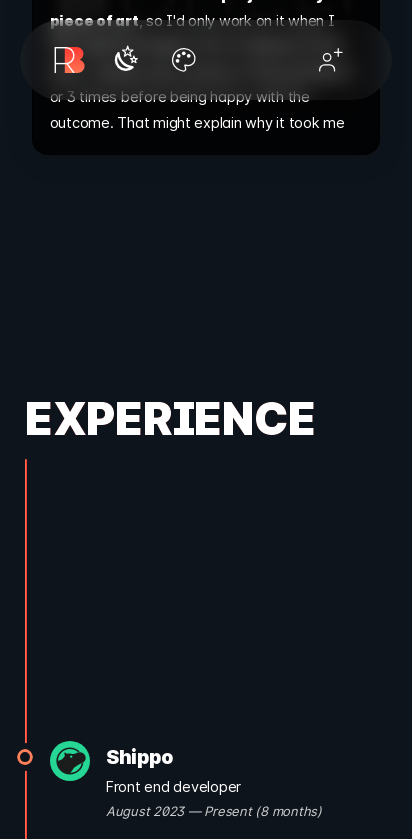 piece of art, so I'd only work on it when I
or 3 times before being happy with the
outcome. That might explain why it took me
EXPERIENCE
Shippo
Front end developer
August 2023 — Present (8 months)